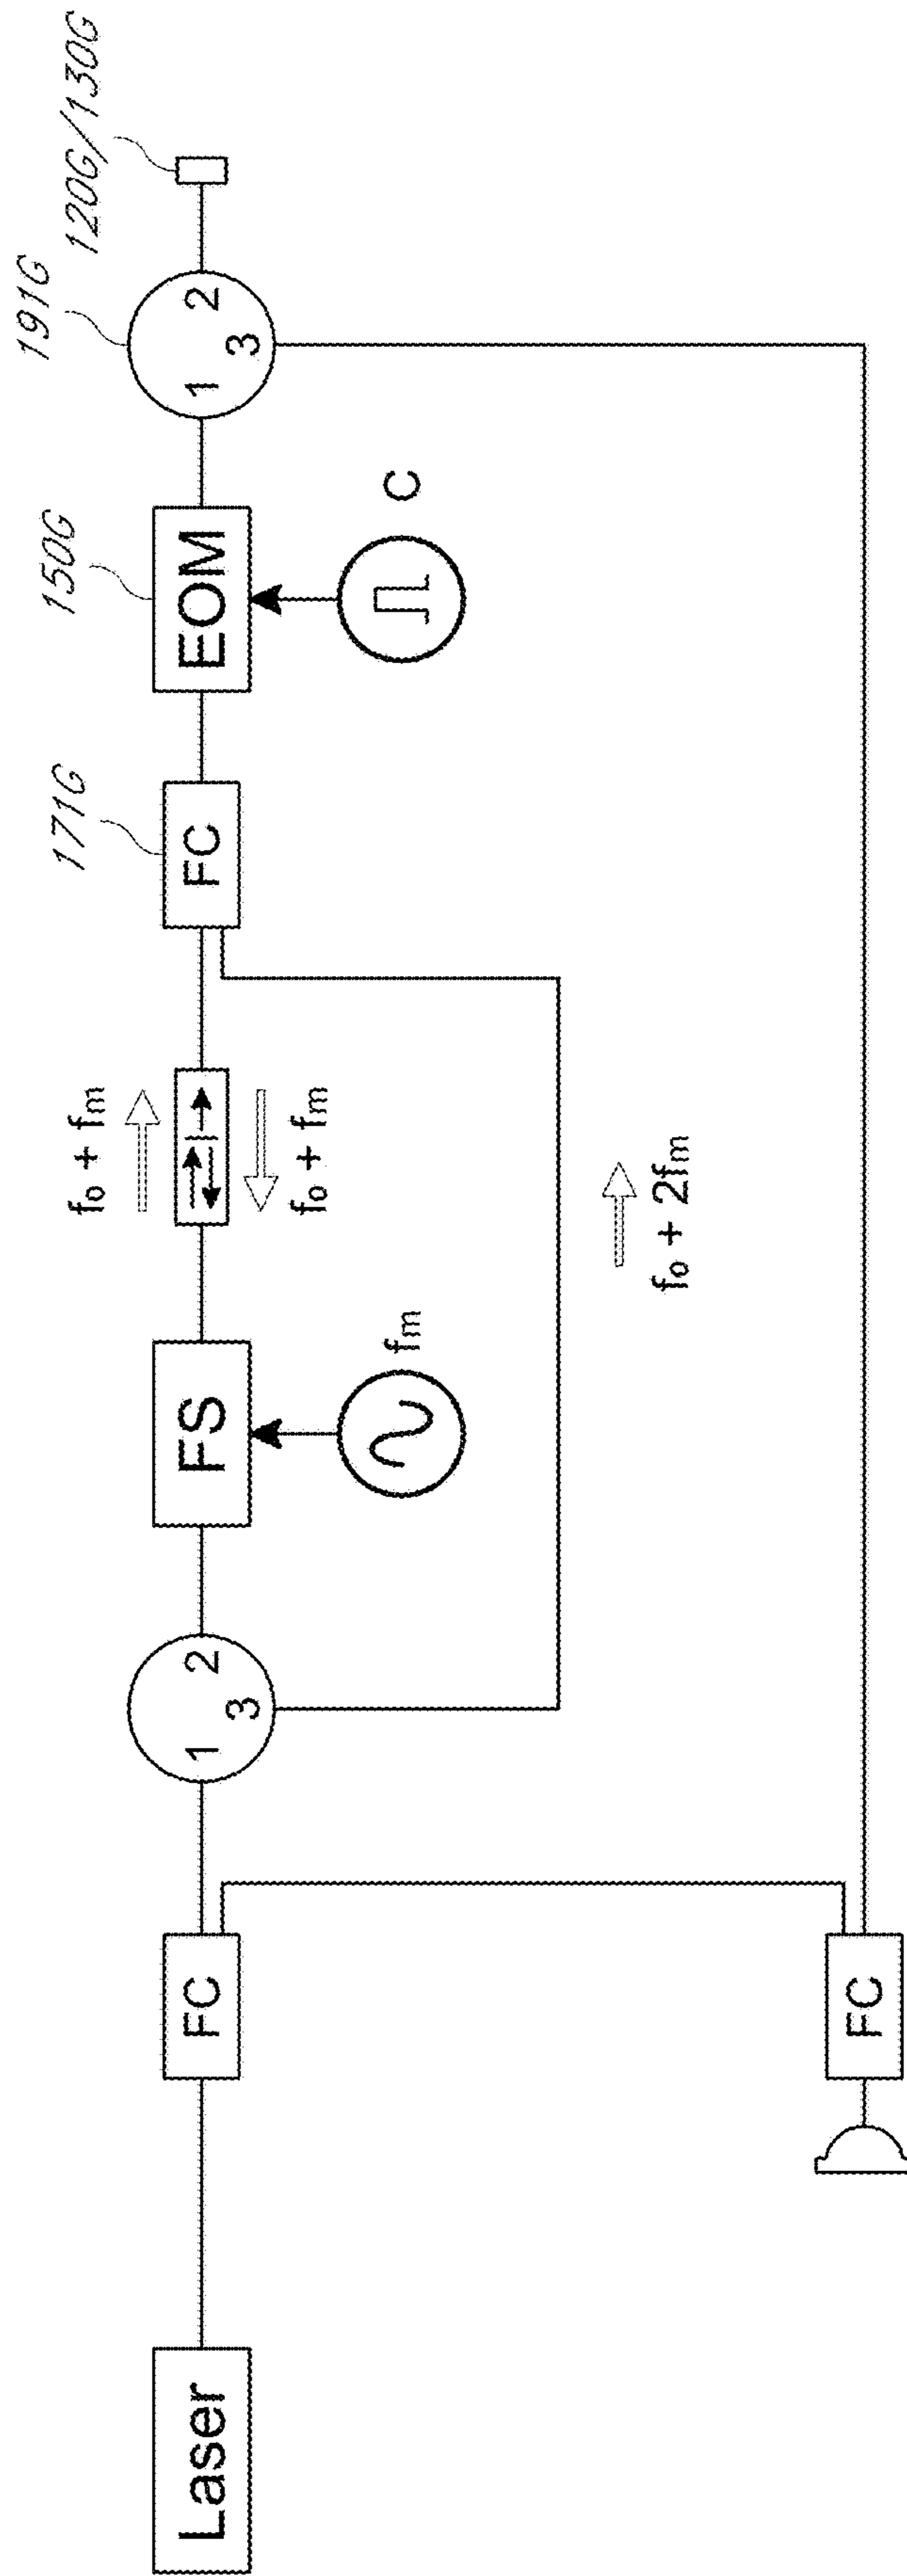 120G/130G
191G
2
1
3
150G
EOM
C
171G
FC
f₀ + fₘ
f₀ + fₘ
f₀ + 2fₘ
FS
fₘ
2
1
3
FC
FC
Laser